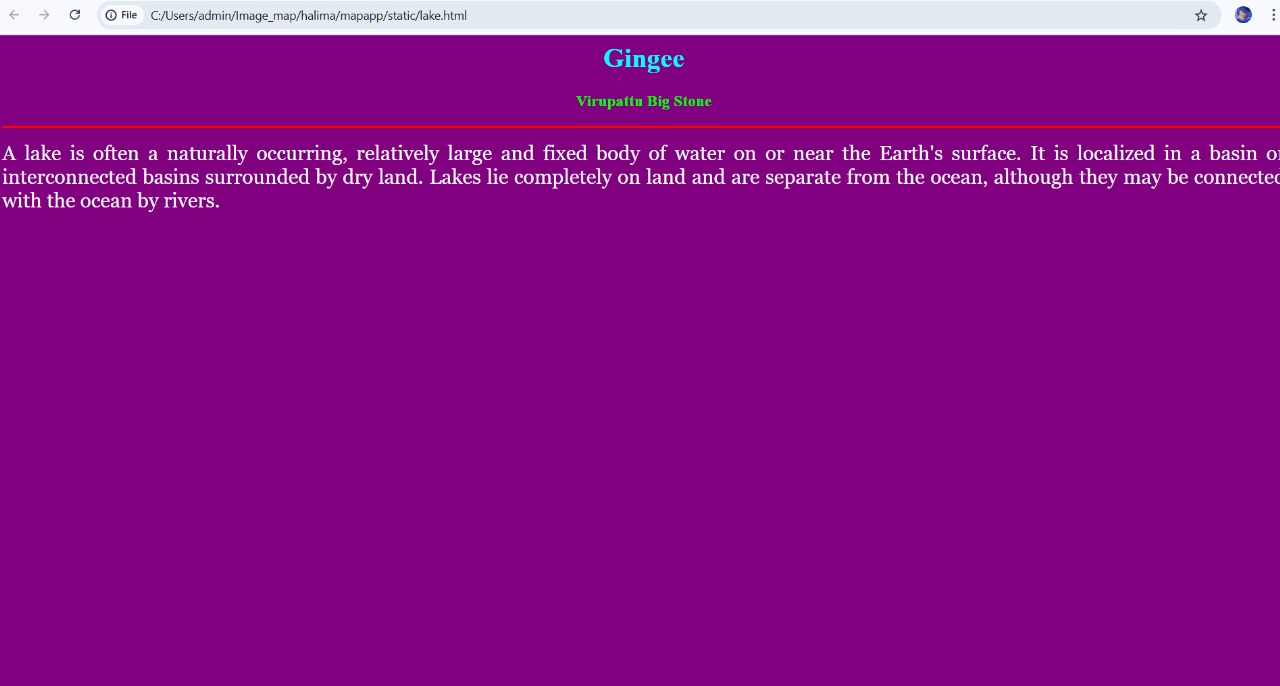 File C:/Users/admin/Image_map/halima/mapapp/static/lake.html
Gingee
Virupattu Big Stone
A lake is often a naturally occurring, relatively large and fixed body of water on or near the Earth's surface. It is localized in a basin or
interconnected basins surrounded by dry land. Lakes lie completely on land and are separate from the ocean, although they may be connected
with the ocean by rivers.